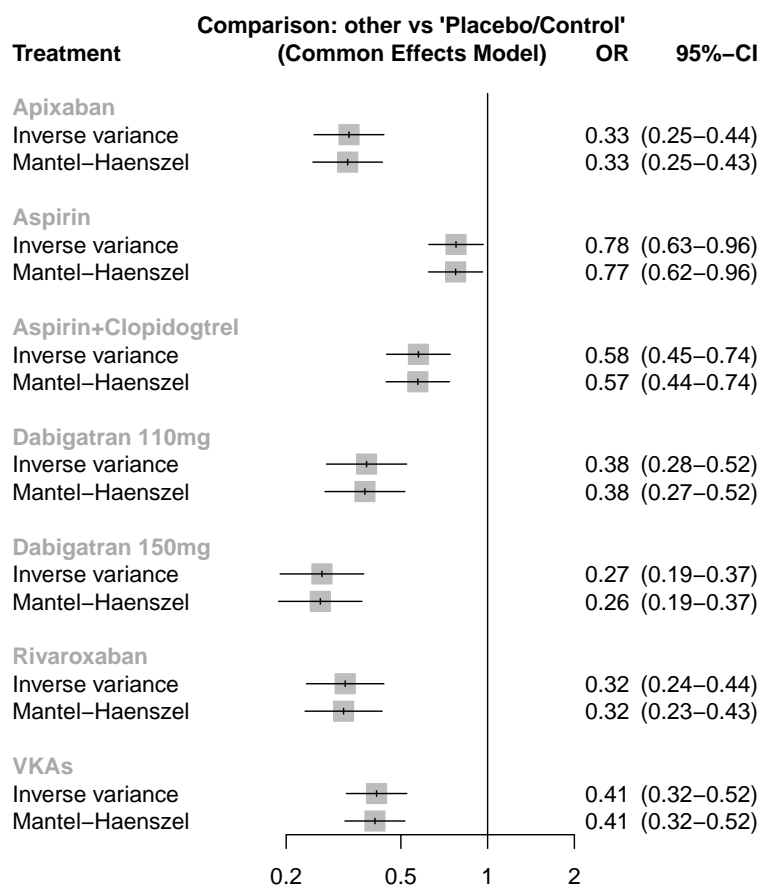 Comparison: other vs 'Placebo/Control'
Treatment (Common Effects Model) OR 95%−CI
Apixaban
Inverse variance 0.33 (0.25−0.44)
Mantel−Haenszel 0.33 (0.25−0.43)
Aspirin
Inverse variance 0.78 (0.63−0.96)
Mantel−Haenszel 0.77 (0.62−0.96)
Aspirin+Clopidogtrel
Inverse variance 0.58 (0.45−0.74)
Mantel−Haenszel 0.57 (0.44−0.74)
Dabigatran 110mg
Inverse variance 0.38 (0.28−0.52)
Mantel−Haenszel 0.38 (0.27−0.52)
Dabigatran 150mg
Inverse variance 0.27 (0.19−0.37)
Mantel−Haenszel 0.26 (0.19−0.37)
Rivaroxaban
Inverse variance 0.32 (0.24−0.44)
Mantel−Haenszel 0.32 (0.23−0.43)
VKAs
Inverse variance 0.41 (0.32−0.52)
Mantel−Haenszel 0.41 (0.32−0.52)
0.2 0.5 1 2